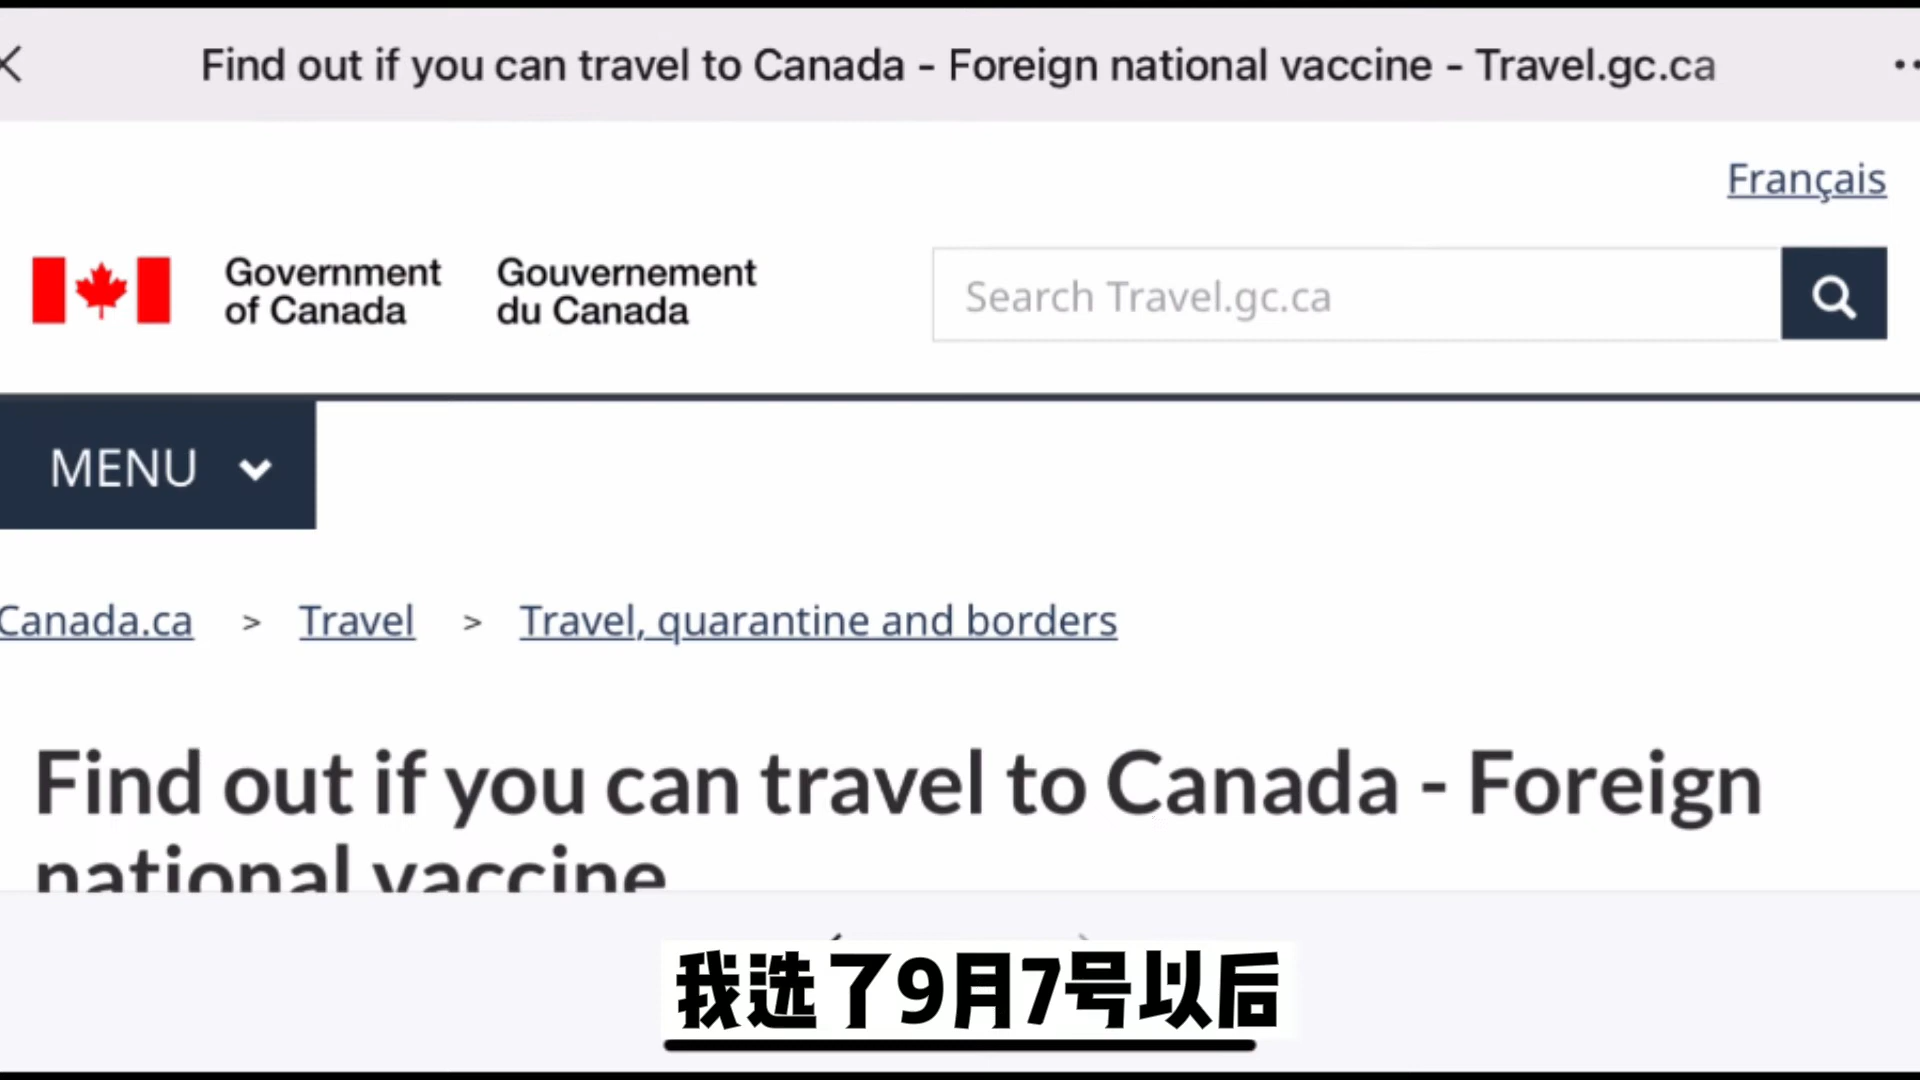 Find out if you can travel to Canada - Foreign national vaccine - Travel.gc.ca
Français
Government of Canada
Gouvernement du Canada
Search Travel.gc.ca
MENU
Canada.ca > Travel > Travel, quarantine and borders
Find out if you can travel to Canada - Foreign
national vaccine
我选了9月7号以后